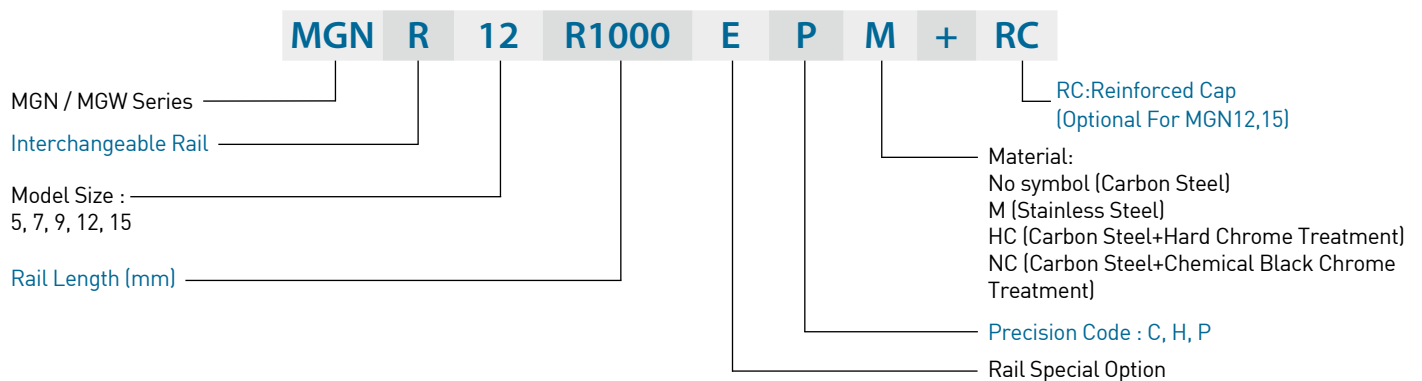 MGN R 12 R1000 E P M + RC
MGN / MGW Series
Interchangeable Rail
Model Size :
5, 7, 9, 12, 15
Rail Length (mm)
RC:Reinforced Cap
(Optional For MGN12,15)
Material:
No symbol (Carbon Steel)
M (Stainless Steel)
HC (Carbon Steel+Hard Chrome Treatment)
NC (Carbon Steel+Chemical Black Chrome
Treatment)
Precision Code : C, H, P
Rail Special Option